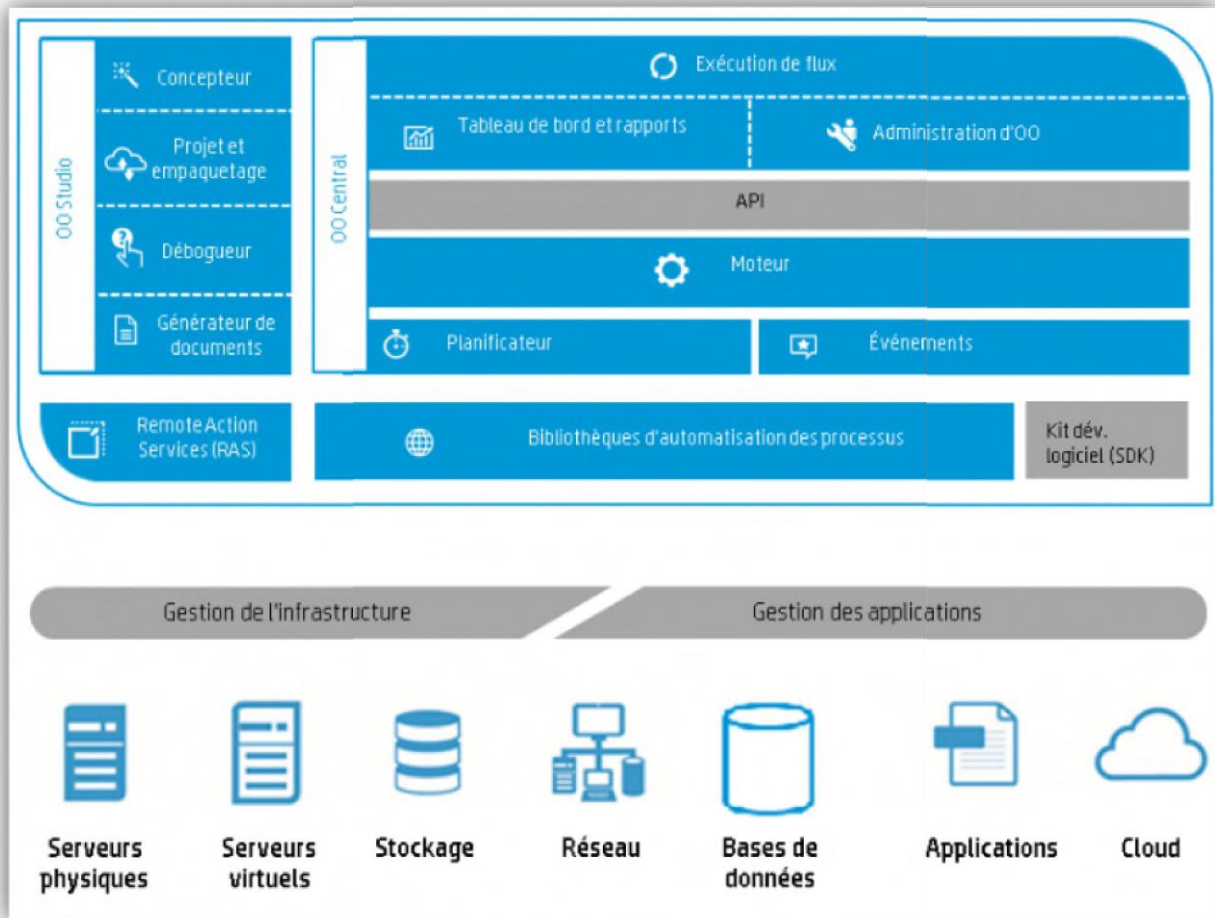 OO Studio
Concepteur
Projet et
empaquetage
Débogueur
Générateur de
documents
OO Central
Exécution de flux
Tableau de bord et rapports
Administration d'OO
API
Moteur
Planificateur
Événements
Remote Action
Services (RAS)
Bibliothèques d'automatisation des processus
Kit dév.
logiciel (SDK)
Gestion de l'infrastructure
Gestion des applications
Serveurs
physiques
Serveurs
virtuels
Stockage
Réseau
Bases de
données
Applications
Cloud